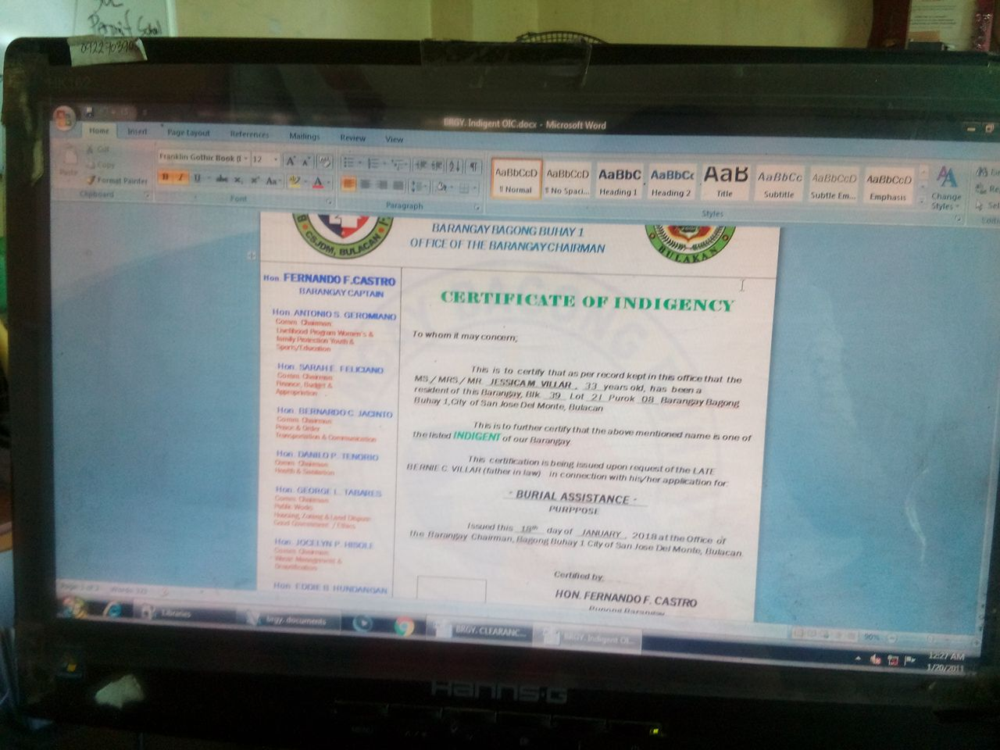 Permit School
BRGY. Indigent OIC.docx - Microsoft Word
Home Insert Page Layout References Mailings Review View
Paste Cut
Copy
Format Painter
Franklin Gothic Book 12
AaBbCcD AaBbCcD AaBbC AaBbCc AaB AaBbCc AaBbCcD AaBbCcD
¶ Normal ¶ No Spaci... Heading 1 Heading 2 Title Subtitle Subtle Em... Emphasis
Change
Styles
Clipboard Font Paragraph Styles
CSJDM, BULACAN
BARANGAY BAGONG BUHAY 1
OFFICE OF THE BARANGAY CHAIRMAN
BULAKAN
Hon. FERNANDO F.CASTRO
BARANGAY CAPTAIN
Hon. ANTONIO S. GEROMIANO
Comm. Chairman:
Livelihood Program Women's &
family Protection Youth &
Sports/Education
Hon. SARAH E. FELICIANO
Comm. Chairman:
Finance, Budget &
Appropriation
Hon. BERNARDO C. JACINTO
Comm. Chairman:
Peace & Order
Transportation & Communication
Hon. DANILO P. TENORIO
Comm. Chairman:
Health & Sanitation
Hon. GEORGE L. TABARES
Comm. Chairman:
Public Works
Housing, Zoning & Land Dispute
Good Government / Ethics
Hon. JOCELYN P. HISOLE
Comm. Chairman:
Waste Management &
Hon. EDDIE B. HUNDANGAN
CERTIFICATE OF INDIGENCY
To whom it may concern;
This is to certify that as per record kept in this office that the
MS./ MRS./ MR. JESSICA M. VILLAR , 33 years old, has been a
resident of this Barangay, Blk. 39 Lot 21 Purok 08 Barangay Bagong
Buhay 1,City of San Jose Del Monte, Bulacan
This is to further certify that the above mentioned name is one of
the listed INDIGENT of our Barangay.
This certification is being issued upon request of the LATE
BERNIE C. VILLAR (father in law) in connection with his/her application for:
- BURIAL ASSISTANCE -
PURPPOSE
Issued this 18th day of JANUARY , 2018 at the Office of
the Barangay Chairman, Bagong Buhay 1 City of San Jose Del Monte, Bulacan.
Certified by:
HON. FERNANDO F. CASTRO
Punong Barangay
90%
Libraries brgy. documents BRGY. CLEARANC... BRGY. Indigent OI...
12:27 AM
1/20/2011
Hanns·G